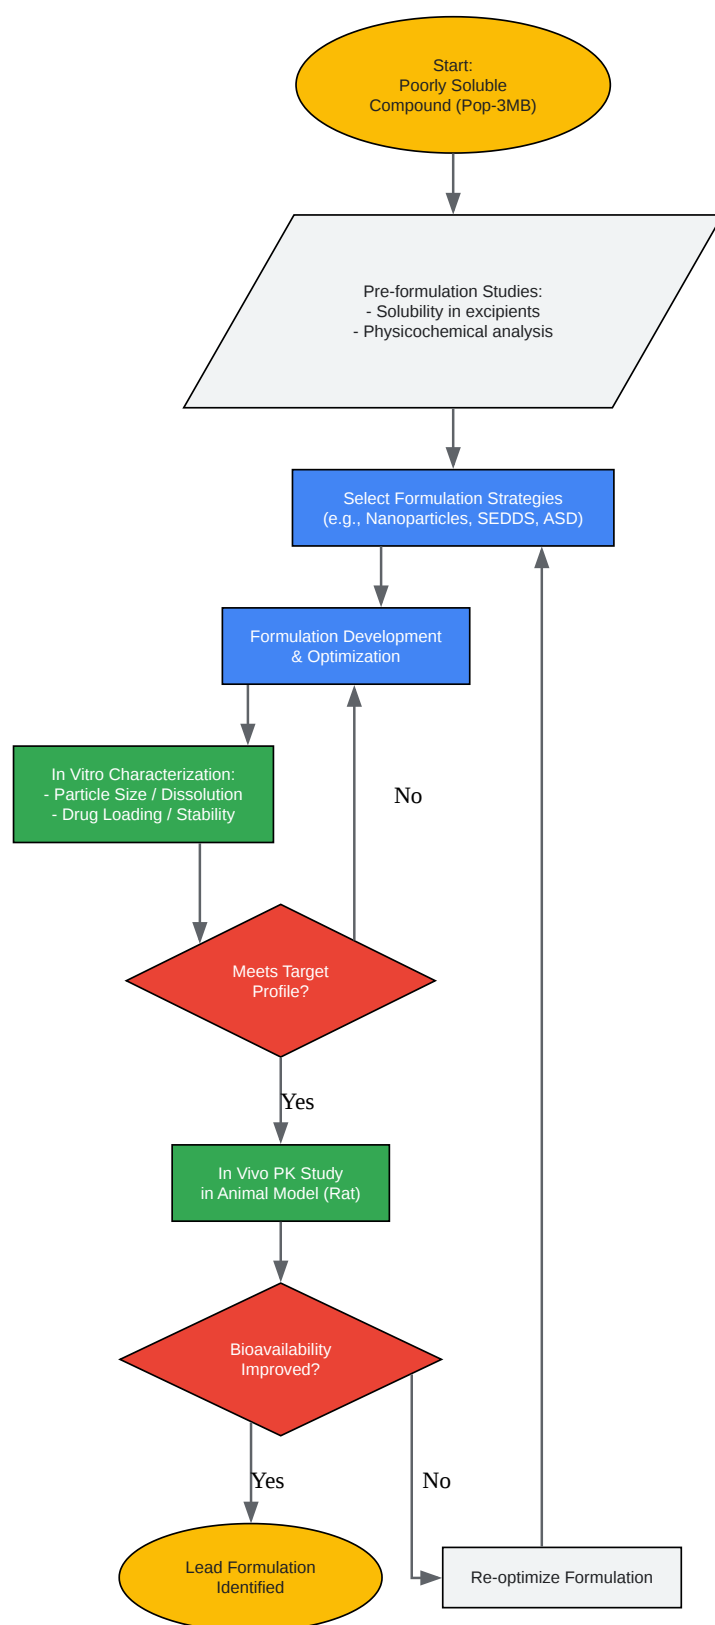 Start:
Poorly Soluble
Compound (Pop-3MB)
Pre-formulation Studies:
- Solubility in excipients
- Physicochemical analysis
Select Formulation Strategies
(e.g., Nanoparticles, SEDDS, ASD)
Formulation Development
& Optimization
In Vitro Characterization:
- Particle Size / Dissolution
- Drug Loading / Stability
No
Meets Target
Profile?
Yes
In Vivo PK Study
in Animal Model (Rat)
Bioavailability
Improved?
Yes
No
Lead Formulation
Identified
Re-optimize Formulation